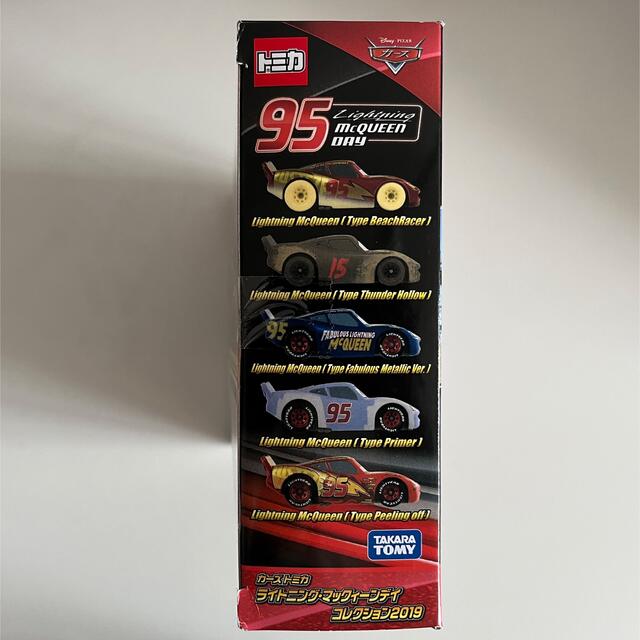 トミカ
Disney・PIXAR
カーズ
95 Lightning
McQUEEN
DAY
95
Lightning McQueen ( Type BeachRacer )
15
Lightning McQueen ( Type Thunder Hollow )
95 FABULOUS LIGHTNING
McQUEEN
Lightning McQueen ( Type Fabulous Metallic Ver. )
95
Lightning McQueen ( Type Primer )
95
Lightning McQueen ( Type Peeling off )
TAKARA
TOMY
カーズ トミカ
ライトニング・マックィーンデイ
コレクション2019